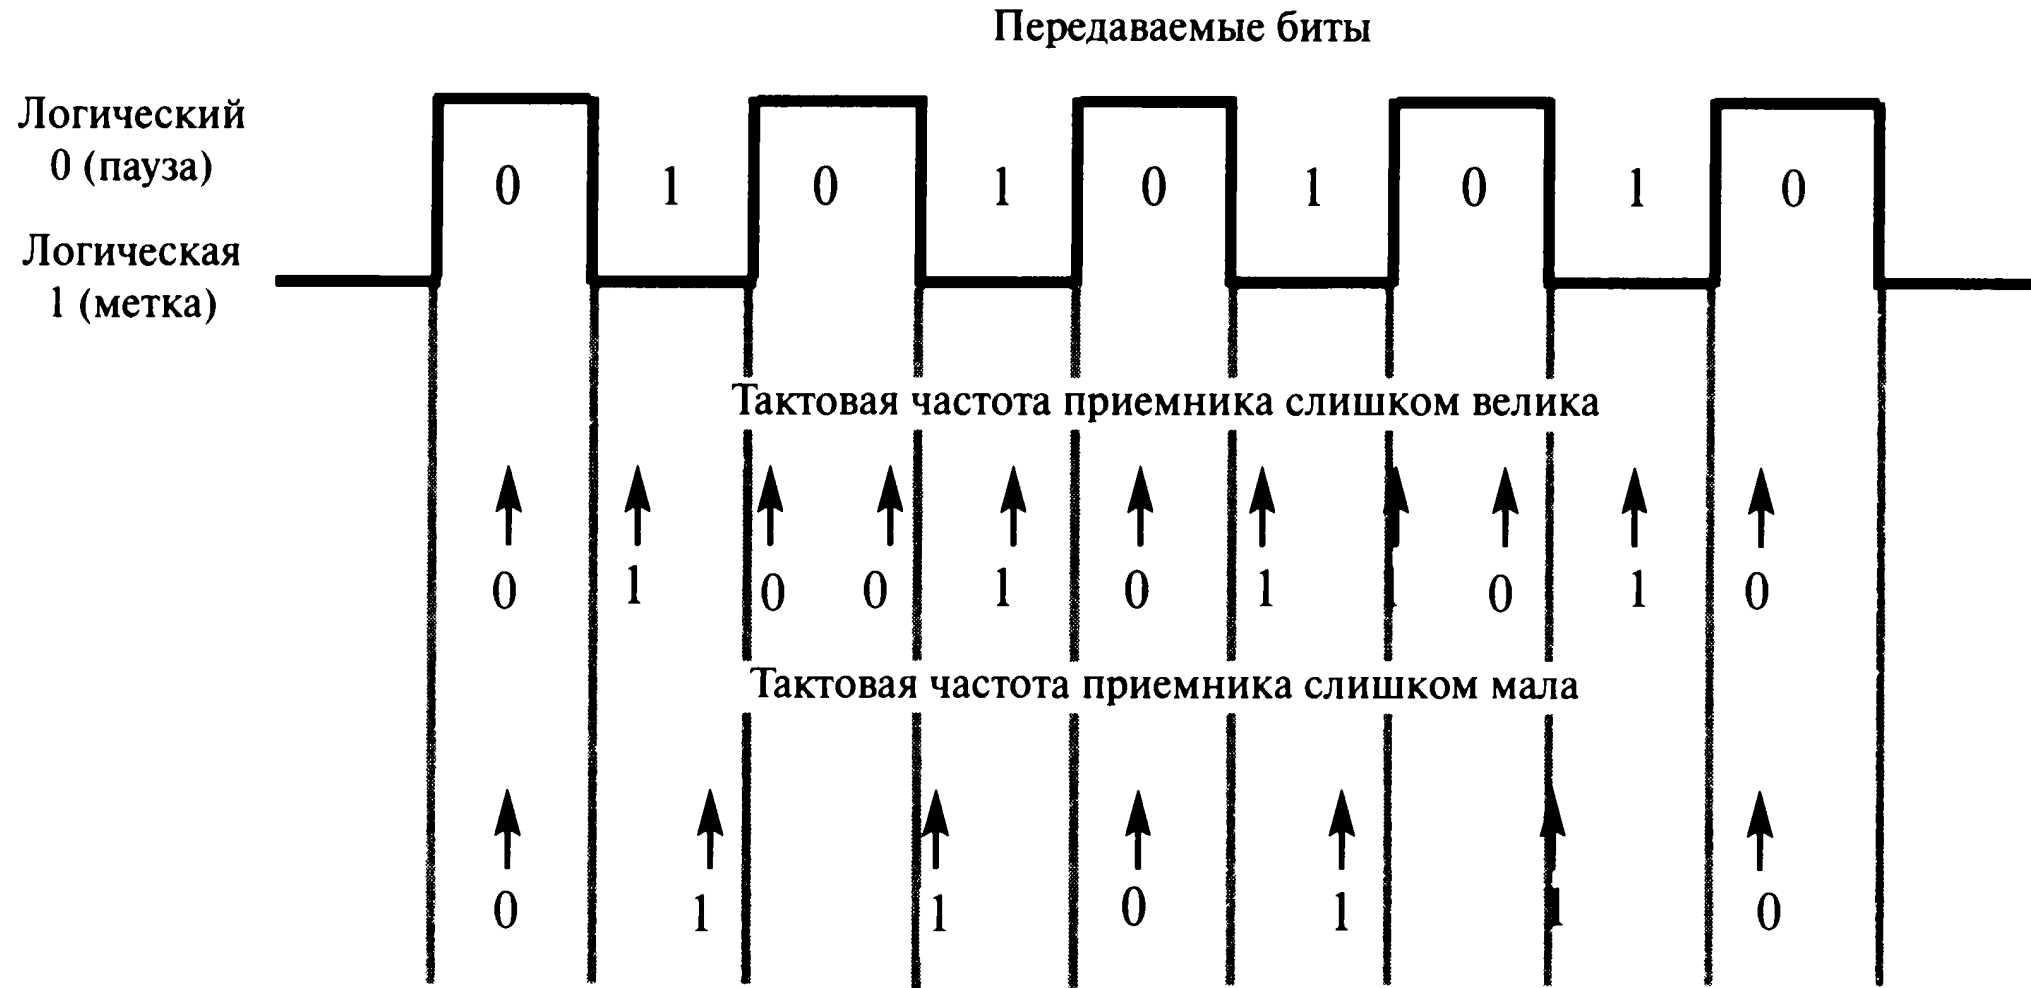 Передаваемые биты
Логический
0 (пауза)
0 1 0 1 0 1 0 1 0
Логическая
1 (метка)
Тактовая частота приемника слишком велика
0 1 0 0 1 0 1 1 0 1 0
Тактовая частота приемника слишком мала
0 1 1 0 1 1 0